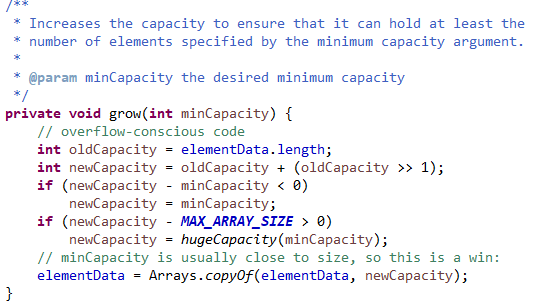 /**
 * Increases the capacity to ensure that it can hold at least the
 * number of elements specified by the minimum capacity argument.
 *
 * @param minCapacity the desired minimum capacity
 */
private void grow(int minCapacity) {
    // overflow-conscious code
    int oldCapacity = elementData.length;
    int newCapacity = oldCapacity + (oldCapacity >> 1);
    if (newCapacity - minCapacity < 0)
        newCapacity = minCapacity;
    if (newCapacity - MAX_ARRAY_SIZE > 0)
        newCapacity = hugeCapacity(minCapacity);
    // minCapacity is usually close to size, so this is a win:
    elementData = Arrays.copyOf(elementData, newCapacity);
}